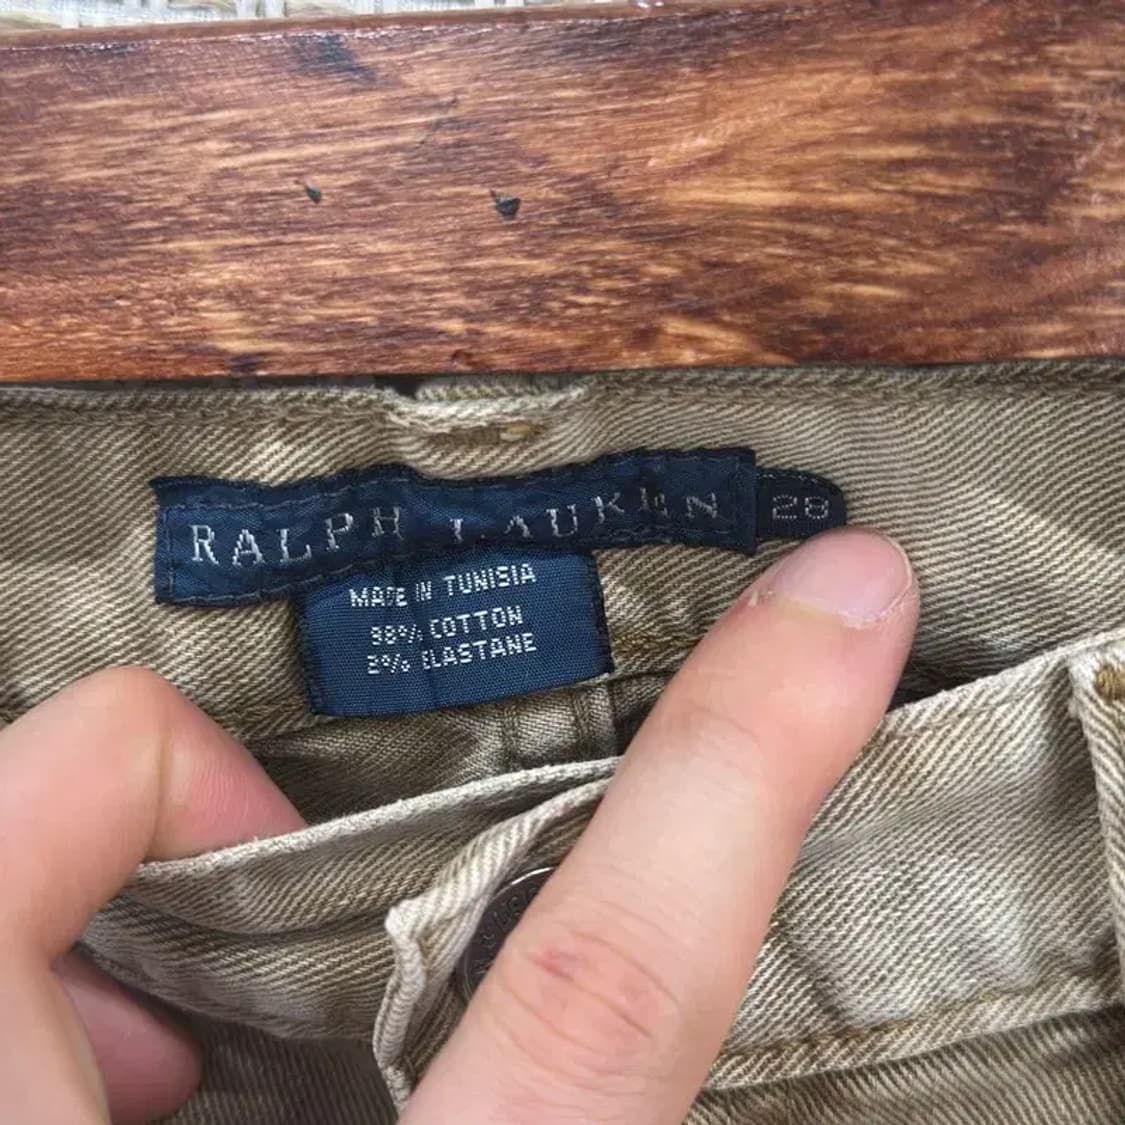 RALPH LAUREN
28
MADE IN TUNISIA
98% COTTON
2% ELASTANE